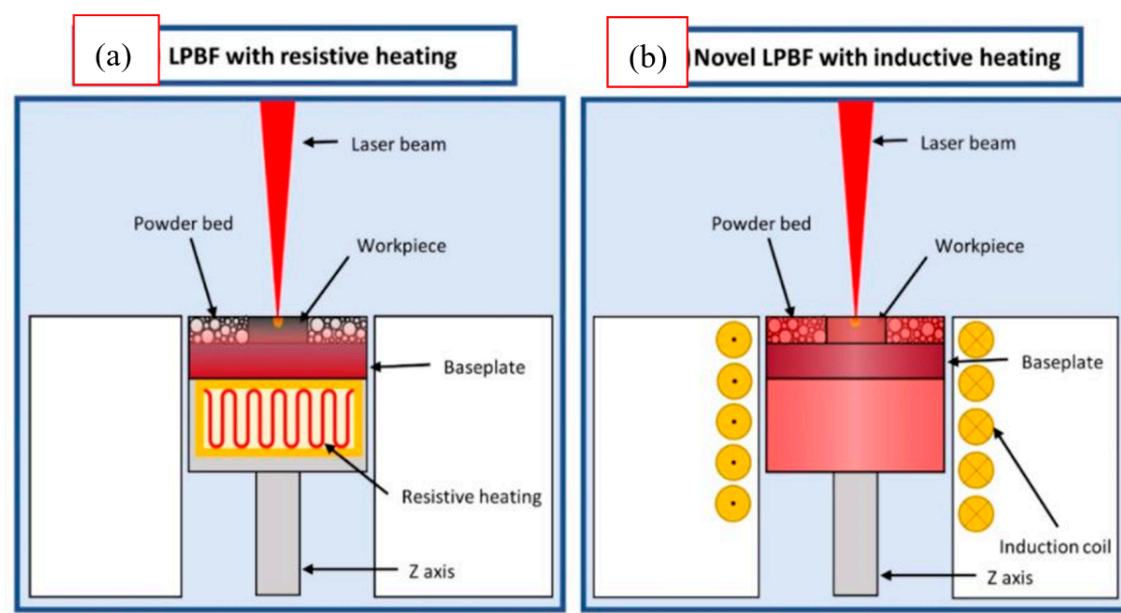 (a) LPBF with resistive heating
Laser beam
Powder bed
Workpiece
Baseplate
Resistive heating
Z axis
(b) )Novel LPBF with inductive heating
Laser beam
Powder bed
Workpiece
Baseplate
Induction coil
Z axis